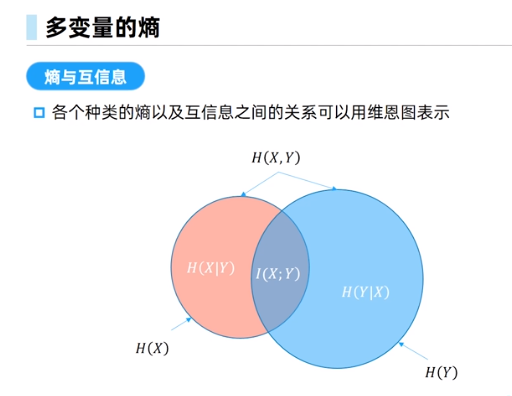 多变量的熵
熵与互信息
各个种类的熵以及互信息之间的关系可以用维恩图表示
H(X,Y)
H(X|Y)
I(X;Y)
H(Y|X)
H(X)
H(Y)